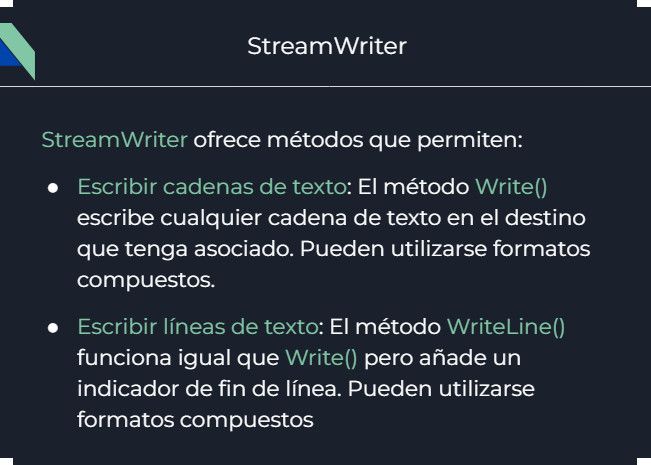 StreamWriter
StreamWriter ofrece métodos que permiten:
● Escribir cadenas de texto: El método Write()
escribe cualquier cadena de texto en el destino
que tenga asociado. Pueden utilizarse formatos
compuestos.
● Escribir líneas de texto: El método WriteLine()
funciona igual que Write() pero añade un
indicador de fin de línea. Pueden utilizarse
formatos compuestos